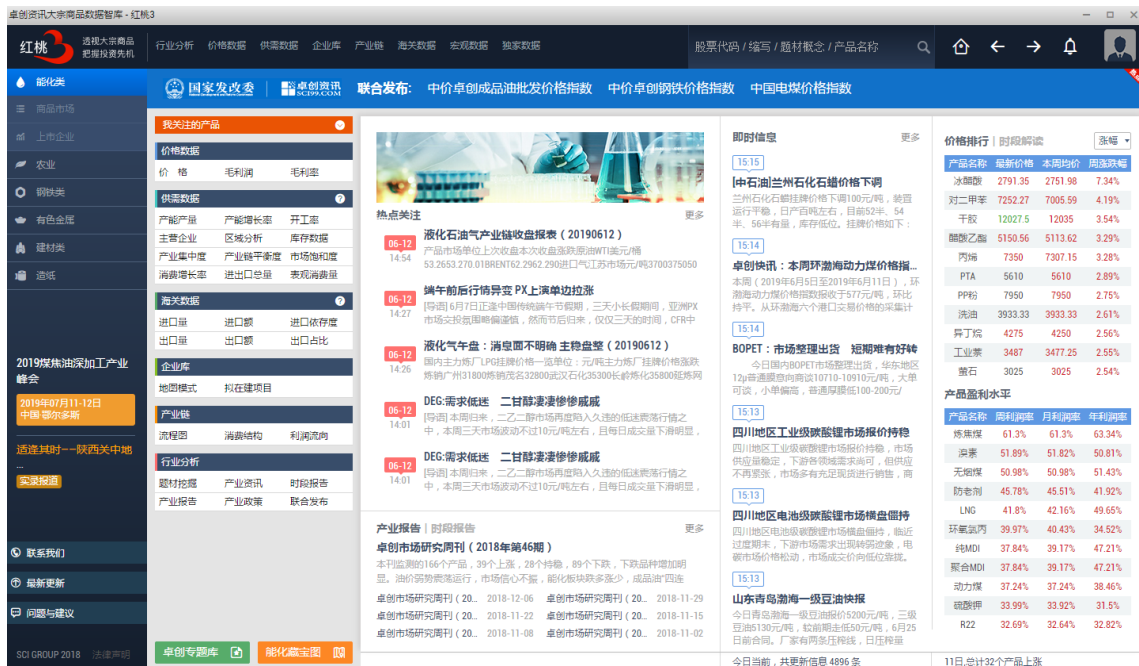 卓创资讯大宗商品数据智库 - 红桃3
红桃3
透视大宗商品
把握投资先机
行业分析 价格数据 供需数据 企业库 产业链 海关数据 宏观数据 独家数据
股票代码 / 缩写 / 题材概念 / 产品名称
能化类
商品市场
上市企业
农业
钢铁类
有色金属
建材类
造纸
2019煤焦油深加工产业
峰会
2019年07月11-12日
中国·鄂尔多斯
适逢其时——陕西关中地
...
实录报道
联系我们
最新更新
问题与建议
SCI GROUP 2018 法律声明
国家发改委 卓创资讯 SCI99.COM 联合发布: 中价卓创成品油批发价格指数 中价卓创钢铁价格指数 中国电煤价格指数
我关注的产品
价格数据
价 格 毛利润 毛利率
供需数据
产能产量 产能增长率 开工率
主营企业 区域分析 库存数据
产业集中度 产业链平衡度 市场饱和度
消费增长率 进出口总量 表观消费量
海关数据
进口量 进口额 进口依存度
出口量 出口额 出口占比
企业库
地图模式 拟在建项目
产业链
流程图 消费结构 利润流向
行业分析
题材挖掘 产业资讯 时段报告
产业报告 产业政策 联合发布
卓创专题库 能化藏宝图
热点关注 更多
06-12
14:54
液化石油气产业链收盘报表（20190612）
产品市场单位上次收盘本次收盘涨跌原油WTI美元/桶
53.2653.270.01BRENT62.2962.290进口气江苏市场元/吨3700375050
06-12
14:27
端午前后行情异变 PX上演单边拉涨
[导语] 6月7日正逢中国传统端午节假期，三天小长假期间，亚洲PX
市场交投氛围略偏谨慎，然而节后归来，仅仅三天的时间，CFR中
06-12
14:26
液化气午盘：消息面不明确 主稳盘整（20190612）
国内主力炼厂LPG挂牌价格一览单位：元/吨主力炼厂挂牌价格涨跌
炼销广州31800炼销茂名32800武汉石化35300长岭炼化35800延炼网
06-12
14:01
DEG:需求低迷 二甘醇凄凄惨惨戚戚
[导语] 本周归来，二乙二醇市场再度陷入久违的低迷震荡行情之
中，本周三天市场波动不过10元/吨左右，且每日成交量下滑明显，
06-12
14:01
DEG:需求低迷 二甘醇凄凄惨惨戚戚
[导语] 本周归来，二乙二醇市场再度陷入久违的低迷震荡行情之
中，本周三天市场波动不过10元/吨左右，且每日成交量下滑明显，
产业报告 | 时段报告 更多
卓创市场研究周刊（2018年第46期）
本刊监测的166个产品，39个上涨，28个持稳，89个下跌，下跌品种增加明
显。油价弱势震荡运行，市场信心不振，能化板块跌多涨少，成品油"四连
卓创市场研究周刊（20... 2018-12-06 卓创市场研究周刊（20... 2018-11-29
卓创市场研究周刊（20... 2018-11-22 卓创市场研究周刊（20... 2018-11-15
卓创市场研究周刊（20... 2018-11-08 卓创市场研究周刊（20... 2018-11-02
即时信息 更多
15:15
[中石油]兰州石化石蜡价格下调
兰州石化石蜡挂牌价格下调100元/吨，装置
运行平稳，日产百吨左右，目前52半、54
半、56半有量，库存低位。挂牌价格如下：
15:14
卓创快讯：本周环渤海动力煤价格指...
本周（2019年6月5日至2019年6月11日），环
渤海动力煤价格指数报收于577元/吨，环比
持平。从环渤海六个港口交易价格的采集计
15:14
BOPET：市场整理出货 短期难有好转
今日国内BOPET市场整理出货，华东地区
12μ普通膜意向商谈10710-10910元/吨，大单
可谈，小单偏高，普通厚膜低100-200元/
15:13
四川地区工业级碳酸锂市场报价持稳
四川地区工业级碳酸锂市场报价持稳，市场
供应量稳定，下游各领域需求尚可，但供应
不再紧张，市场多有充足现货进行销售，商
15:13
四川地区电池级碳酸锂市场横盘僵持
四川地区电池级碳酸锂市场横盘僵持，临近
过度期末，下游市场需求出现转弱迹象，电
碳市场价格松动，市场成交价向低位靠拢。
15:13
山东青岛渤海一级豆油快报
今日青岛渤海一级豆油报价5200元/吨，三级
豆油5130元/吨，较前期走低50元/吨，6月25
日前合同。厂家有两条压榨线，日压榨量
今日当前，共更新信息 4896 条
价格排行 | 时段解读 涨幅
产品名称 最新价格 本周均价 周涨跌幅
冰醋酸 2791.35 2751.98 7.34%
对二甲苯 7252.27 7005.59 4.19%
干胶 12027.5 12035 3.54%
醋酸乙酯 5150.56 5113.62 3.29%
丙烯 7350 7307.15 3.28%
PTA 5610 5610 2.89%
PP粉 7950 7950 2.75%
洗油 3933.33 3933.33 2.61%
异丁烷 4275 4250 2.56%
工业萘 3487 3477.25 2.55%
萤石 3025 3025 2.54%
产品盈利水平
产品名称 周利润率 月利润率 年利润率
炼焦煤 61.3% 61.3% 63.34%
溴素 51.89% 51.82% 50.81%
无烟煤 50.98% 50.98% 51.43%
防老剂 45.78% 45.51% 41.92%
LNG 41.8% 42.16% 49.65%
环氧氯丙 39.97% 40.43% 34.52%
纯MDI 37.84% 39.17% 47.21%
聚合MDI 37.84% 39.17% 47.21%
动力煤 37.24% 37.24% 38.46%
硫酸钾 33.99% 33.92% 31.5%
R22 32.69% 32.64% 32.82%
11日,总计32个产品上涨